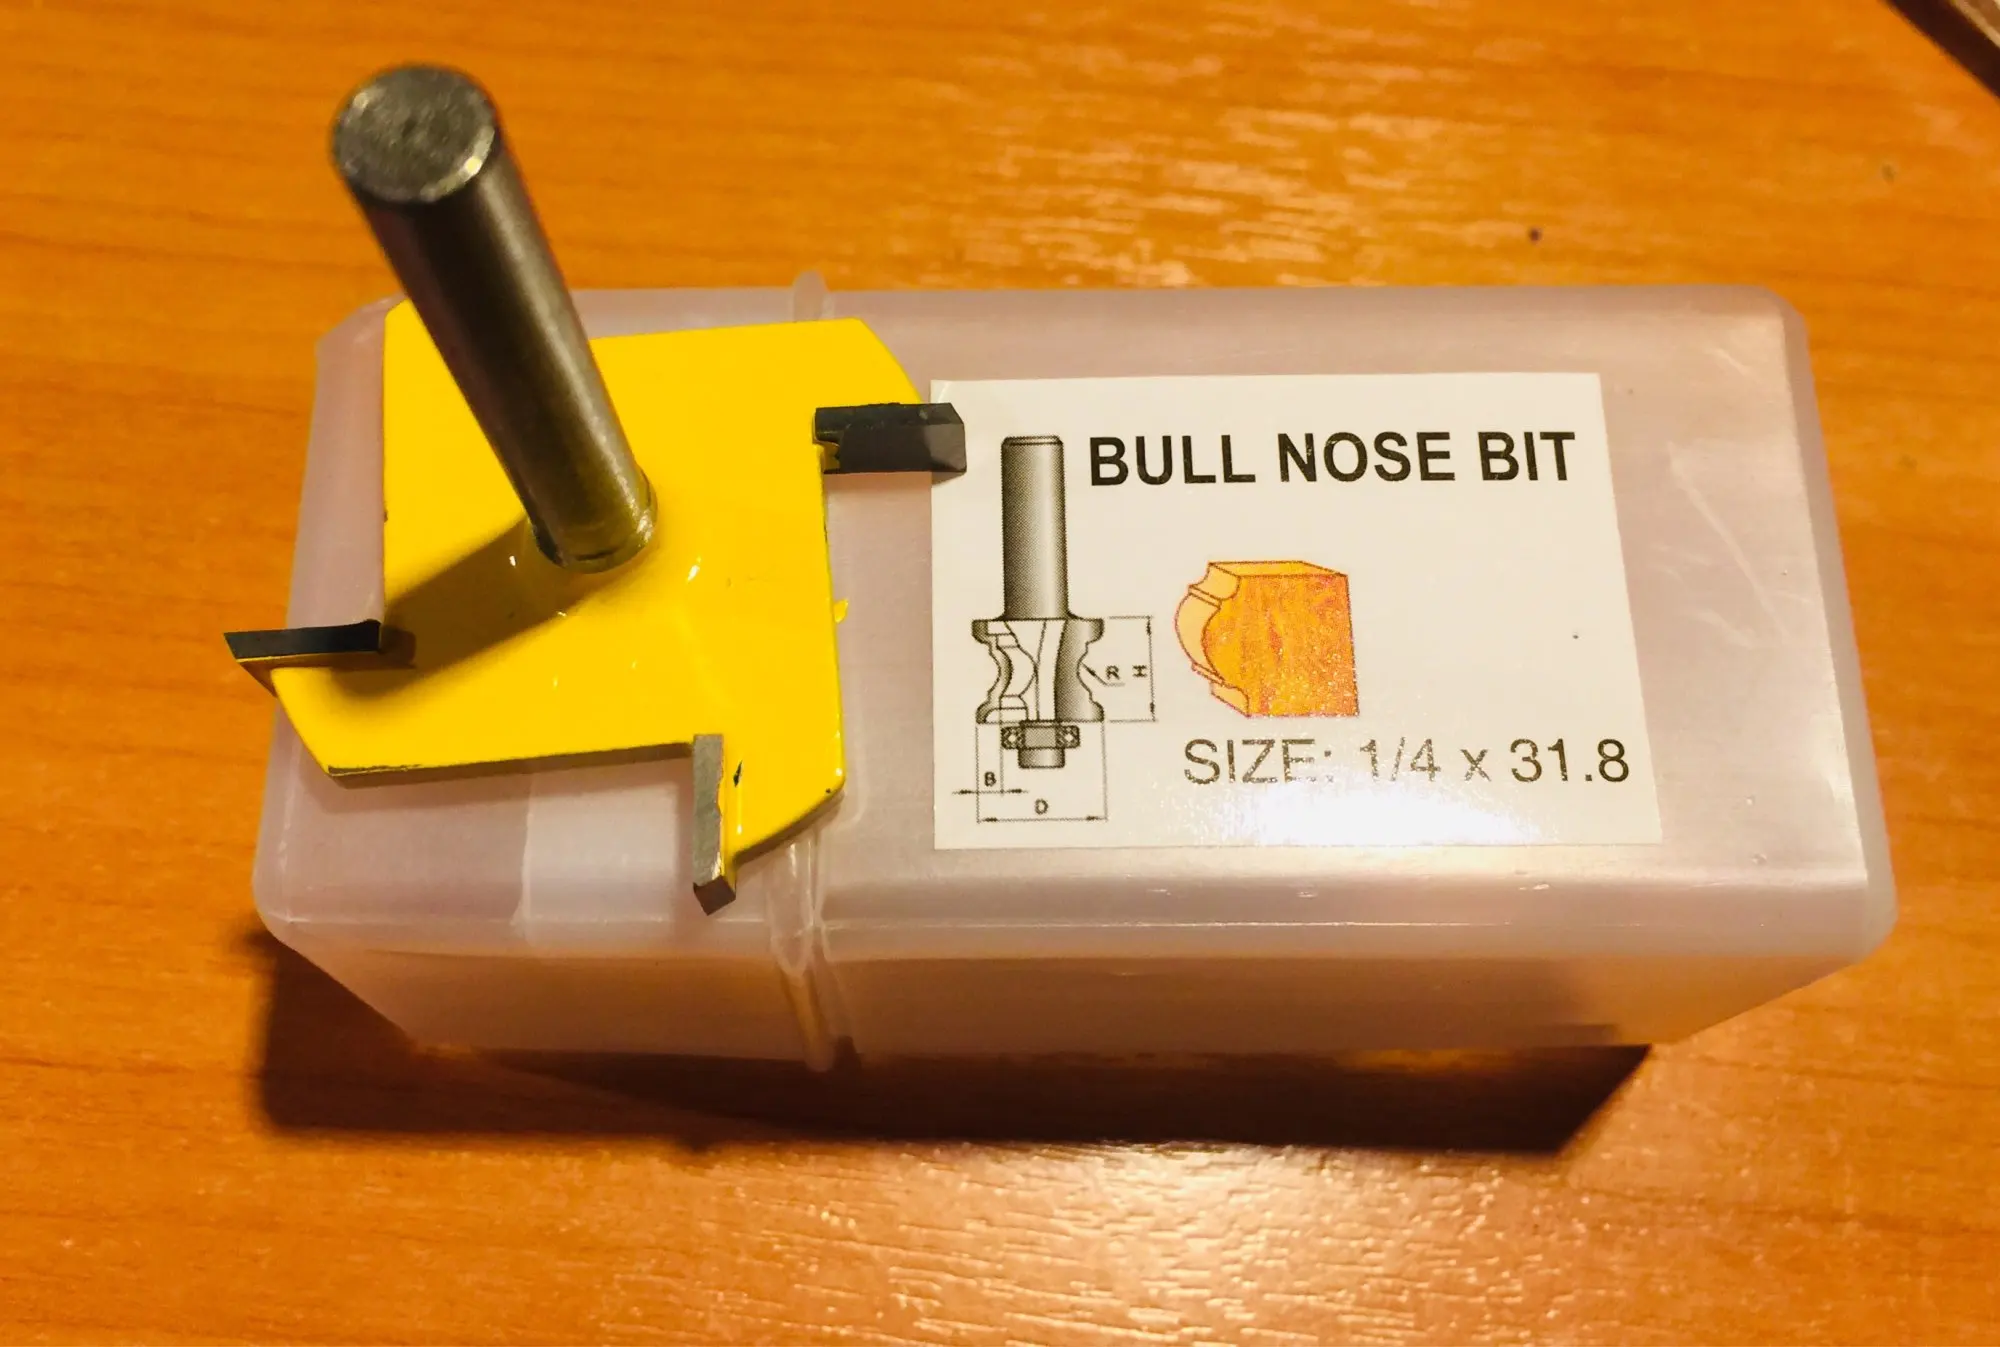 BULL NOSE BIT
R H
SIZE: 1/4 x 31.8
B
D